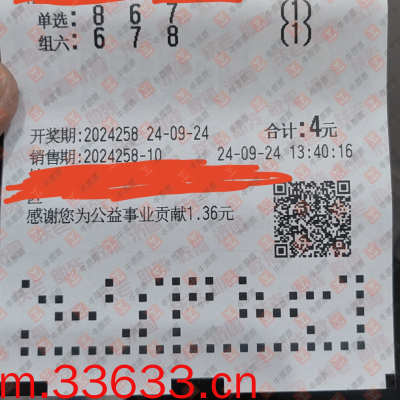 单选: 8 6 7 (1)
组六: 6 7 8 (1)
开奖期:2024258 24-09-24 合计:4元
销售期:2024258-10 24-09-24 13:40:16
区
感谢您为公益事业贡献1.36元
m.33633.cn